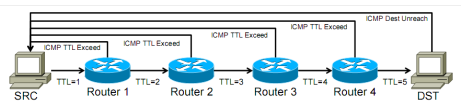 ICMP Dest Unreach
ICMP TTL Exceed
ICMP TTL Exceed
ICMP TTL Exceed
ICMP TTL Exceed
TTL=1
TTL=2
TTL=3
TTL=4
TTL=5
SRC
Router 1
Router 2
Router 3
Router 4
DST